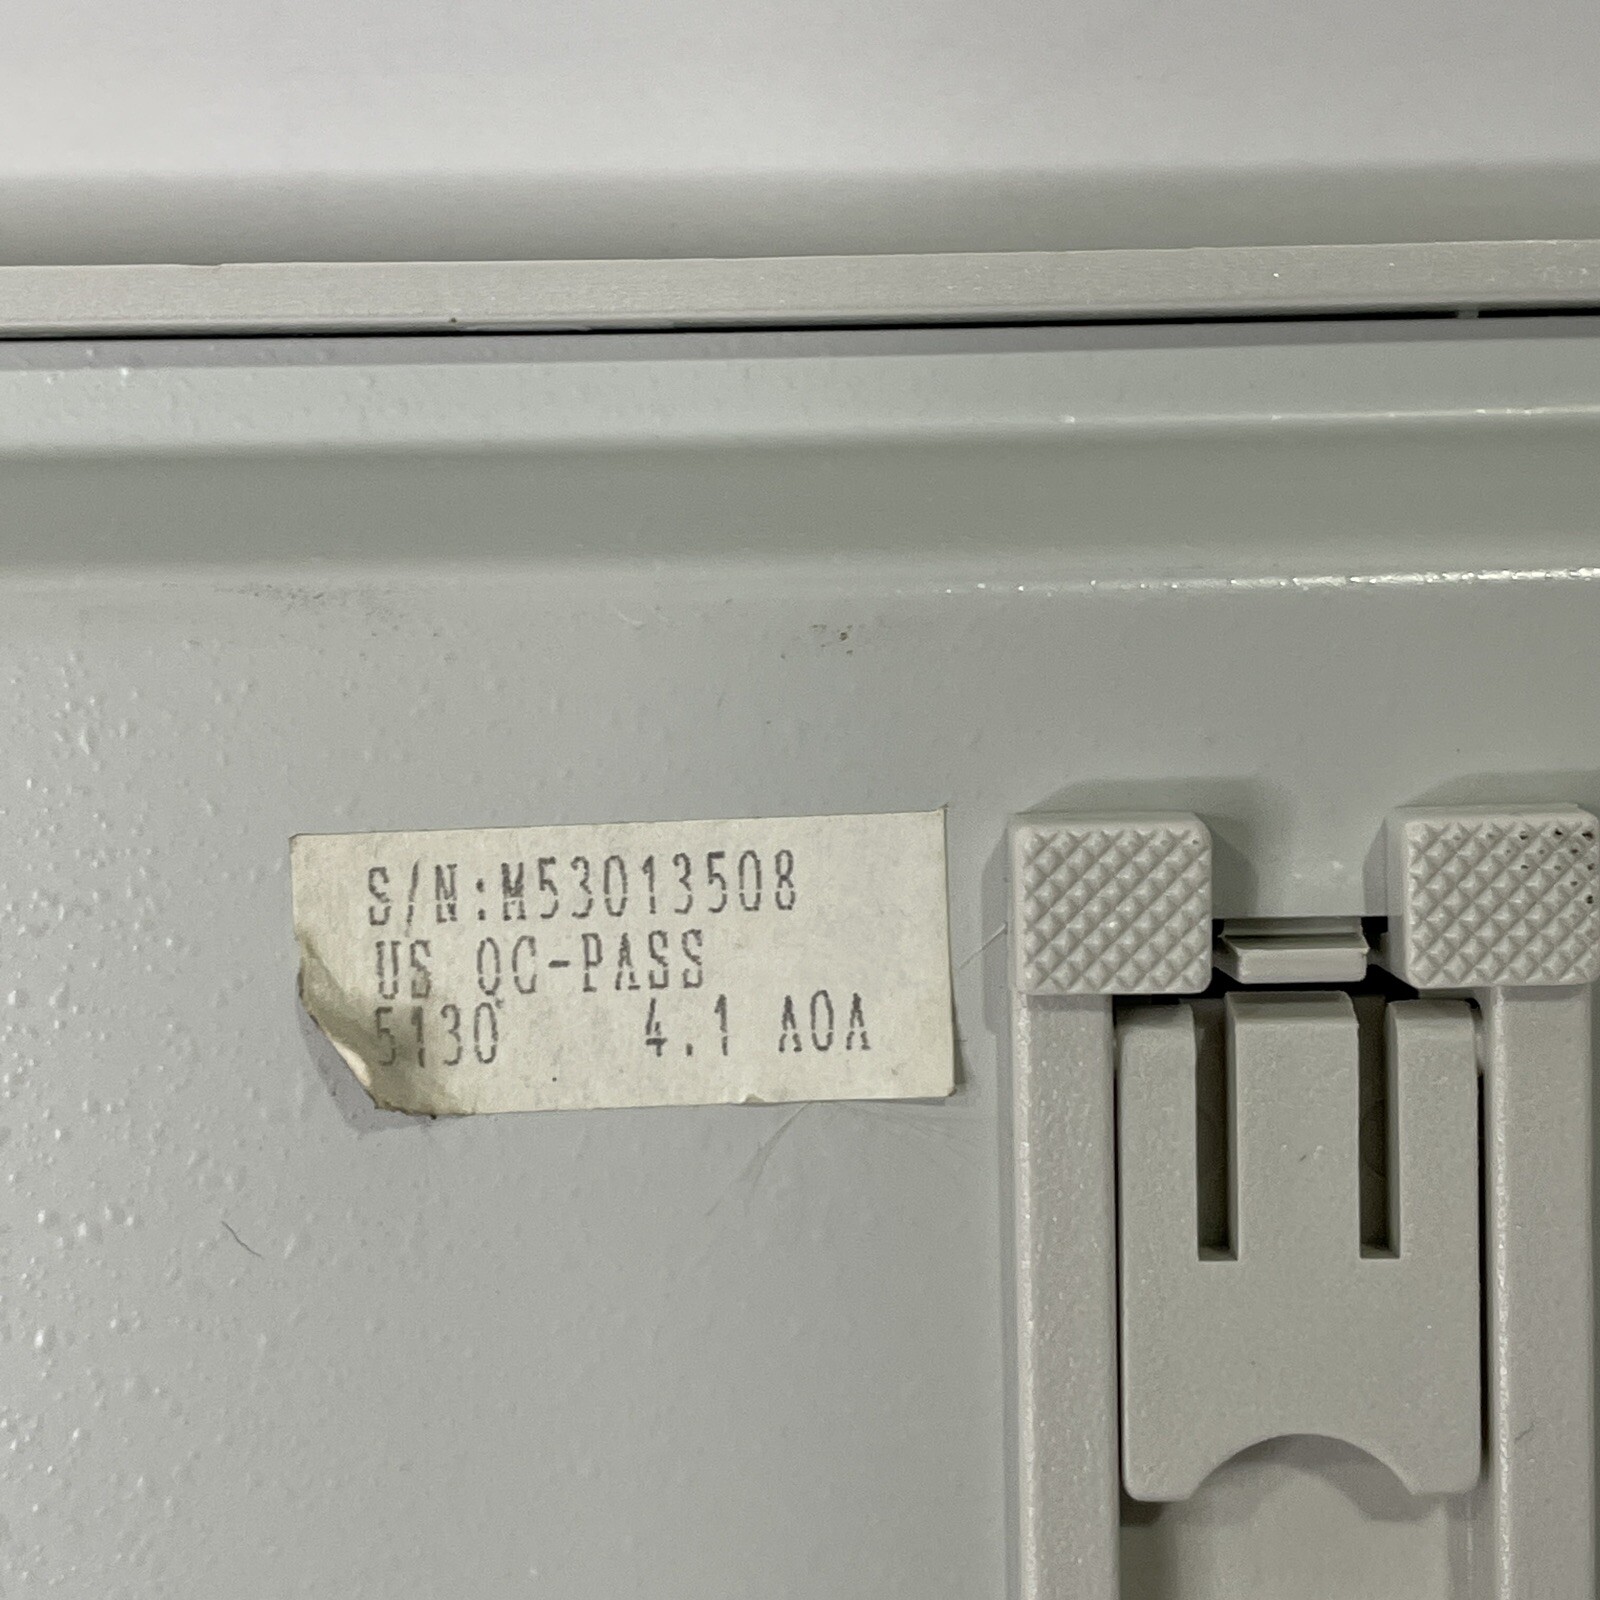 S/N:M53013508
US QC-PASS
5130 4.1 A0A